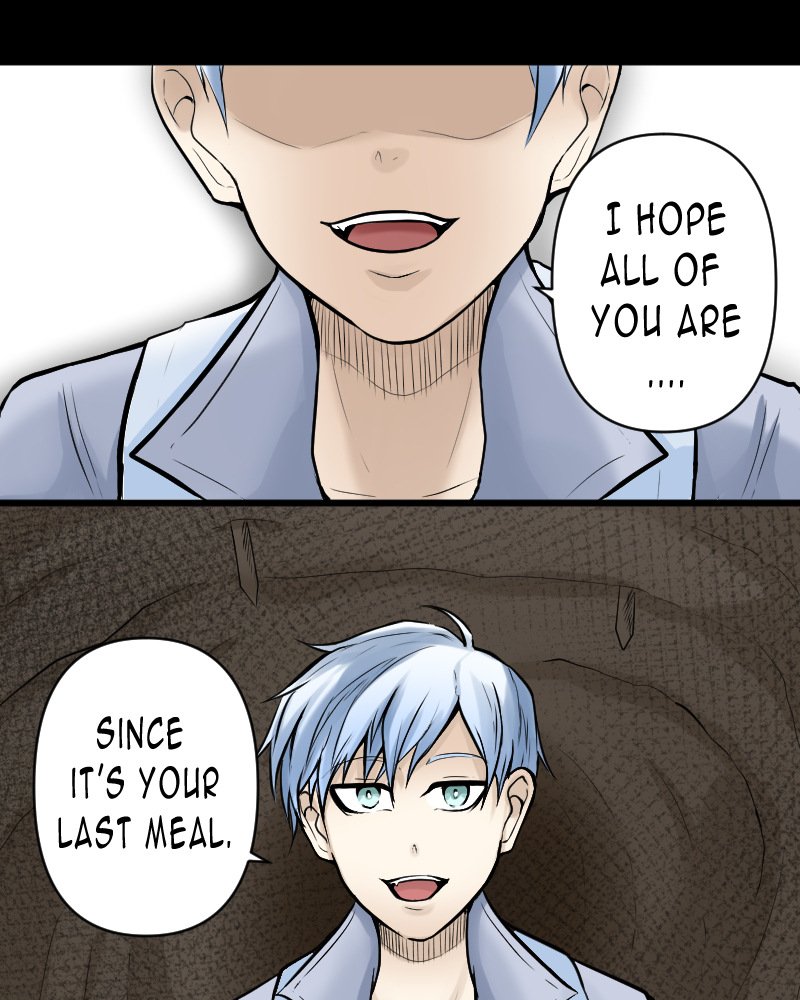 I HOPE
ALL OF
YOU ARE
....
SINCE
IT'S YOUR
LAST MEAL.